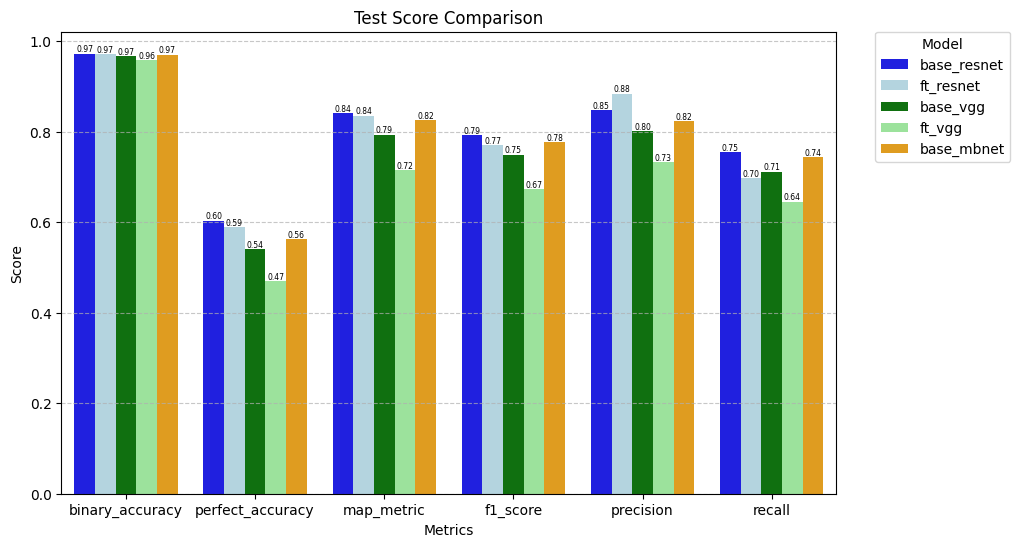 Test Score Comparison
Model
base_resnet
ft_resnet
base_vgg
ft_vgg
base_mbnet
Score
1.0
0.8
0.6
0.4
0.2
0.0
0.97 0.97 0.97 0.96 0.97
0.60 0.59 0.54 0.47 0.56
0.84 0.84 0.79 0.72 0.82
0.79 0.77 0.75 0.67 0.78
0.85 0.88 0.80 0.73 0.82
0.75 0.70 0.71 0.64 0.74
binary_accuracy perfect_accuracy map_metric f1_score precision recall
Metrics